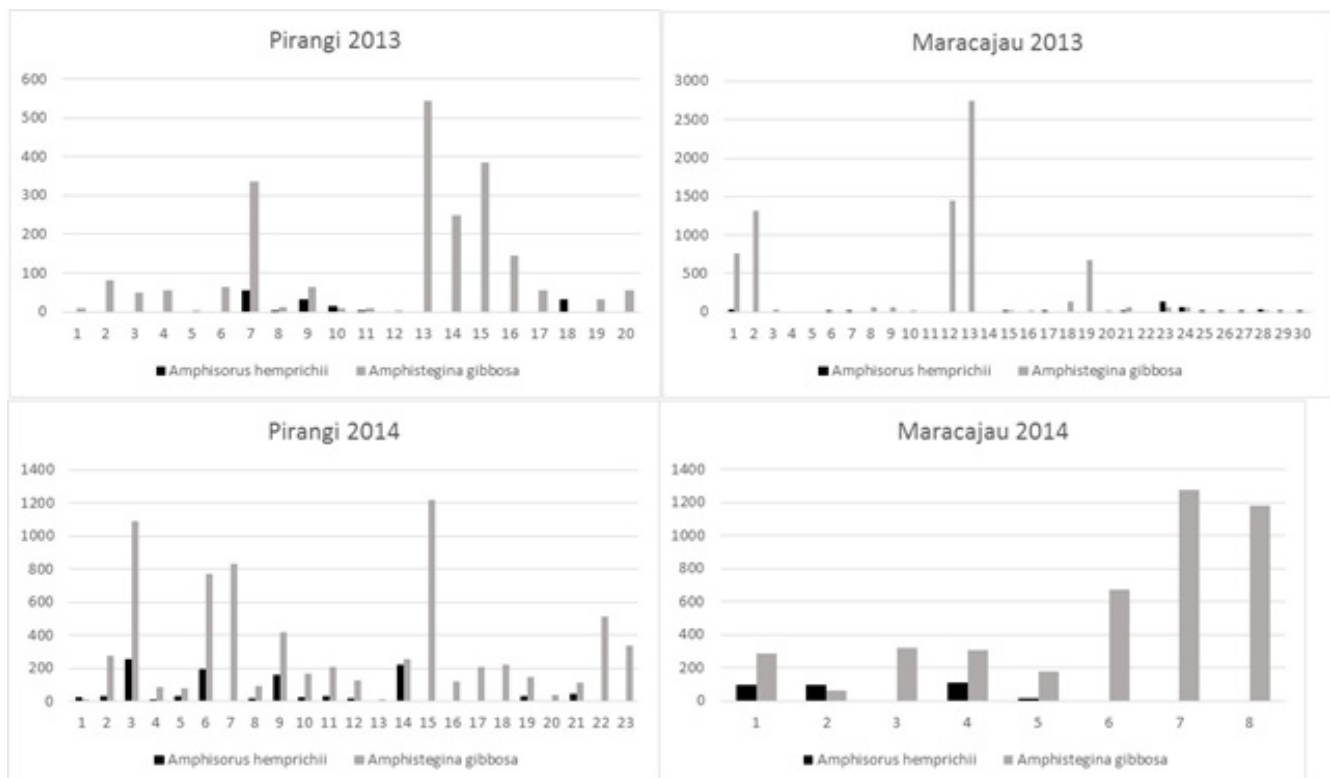 Pirangi 2013
600
500
400
300
200
100
0
1 2 3 4 5 6 7 8 9 10 11 12 13 14 15 16 17 18 19 20
Amphisorus hemprichii Amphistegina gibbosa
Maracajau 2013
3000
2500
2000
1500
1000
500
0
1 2 3 4 5 6 7 8 9 10 11 12 13 14 15 16 17 18 19 20 21 22 23 24 25 26 27 28 29 30
Amphisorus hemprichii Amphistegina gibbosa
Pirangi 2014
1400
1200
1000
800
600
400
200
0
1 2 3 4 5 6 7 8 9 10 11 12 13 14 15 16 17 18 19 20 21 22 23
Amphisorus hemprichii Amphistegina gibbosa
Maracajau 2014
1400
1200
1000
800
600
400
200
0
1 2 3 4 5 6 7 8
Amphisorus hemprichii Amphistegina gibbosa